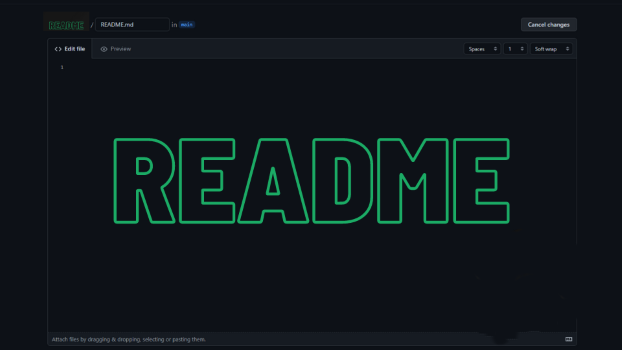 README / README.md in main Cancel changes
Edit file Preview Spaces 1 Soft wrap
1
README
Attach files by dragging & dropping, selecting or pasting them.